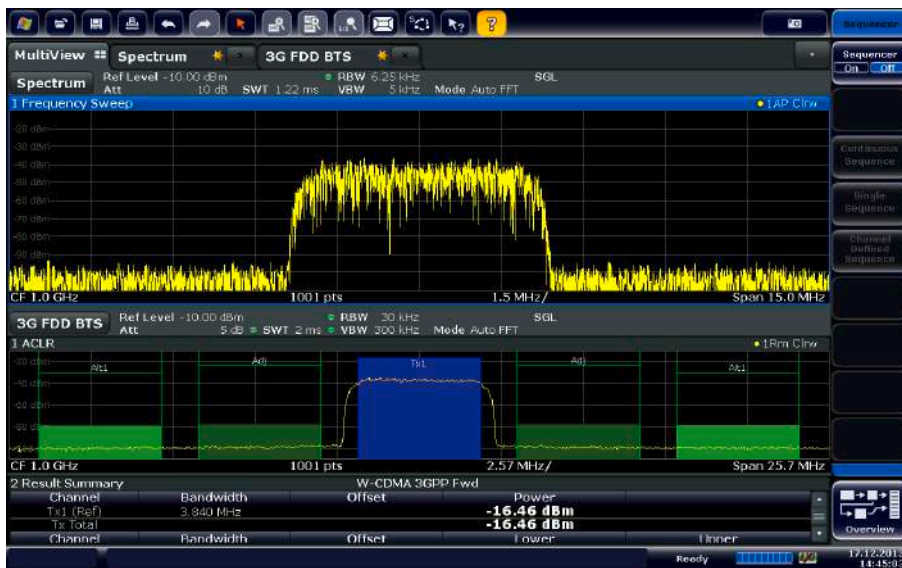 Sequencer
MultiView Spectrum 3G FDD BTS
Sequencer
On Off
Spectrum Ref Level -10.00 dBm RBW 6.25 kHz SGL
Att 10 dB SWT 1.22 ms VBW 5 kHz Mode Auto FFT
1 Frequency Sweep 1AP Clrw
-20 dBm
-30 dBm
-40 dBm
-50 dBm
-60 dBm
-70 dBm
-80 dBm
-90 dBm
Continuous
Sequence
Single
Sequence
Channel
Defined
Sequence
CF 1.0 GHz 1001 pts 1.5 MHz/ Span 15.0 MHz
3G FDD BTS Ref Level -10.00 dBm RBW 30 kHz SGL
Att 5 dB SWT 2 ms VBW 300 kHz Mode Auto FFT
1 ACLR 1Rm Clrw
-20 dBm
Alt1 Adj Tx1 Adj Alt1
-40 dBm
-60 dBm
-80 dBm
CF 1.0 GHz 1001 pts 2.57 MHz/ Span 25.7 MHz
2 Result Summary W-CDMA 3GPP Fwd
Channel Bandwidth Offset Power
Tx1 (Ref) 3.840 MHz -16.46 dBm
Tx Total -16.46 dBm
Channel Bandwidth Offset Lower Upper
Overview
Ready 17.12.2013
14:45:03